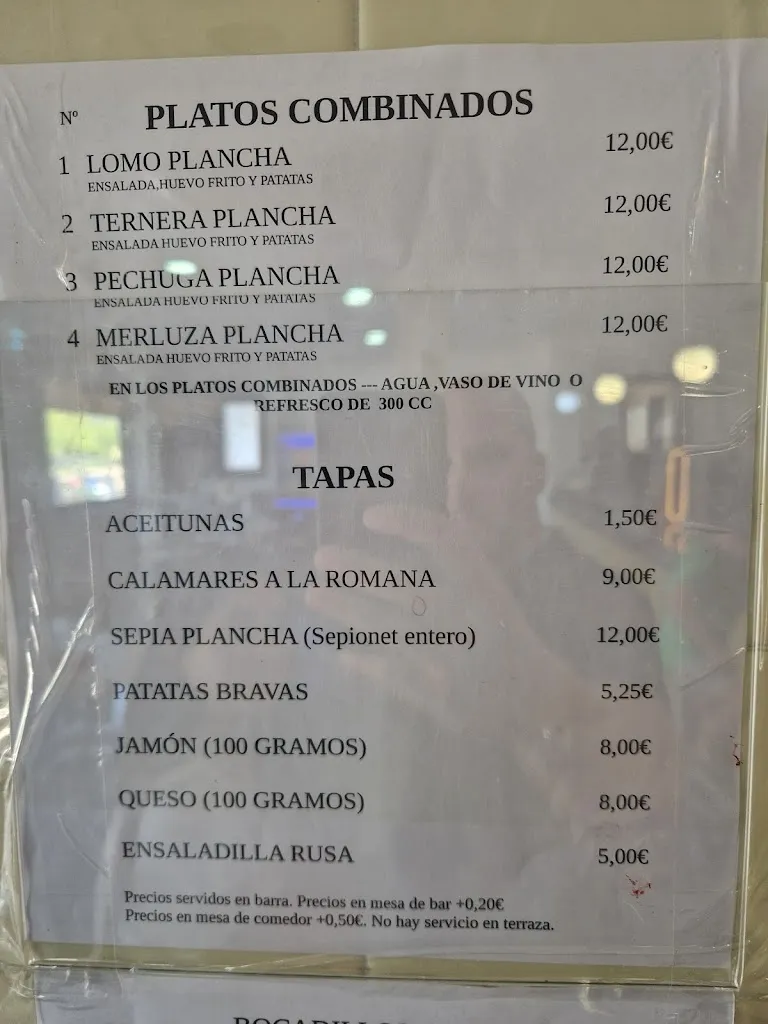 Nº PLATOS COMBINADOS
1 LOMO PLANCHA 12,00€
ENSALADA,HUEVO FRITO Y PATATAS
2 TERNERA PLANCHA 12,00€
ENSALADA HUEVO FRITO Y PATATAS
3 PECHUGA PLANCHA 12,00€
ENSALADA HUEVO FRITO Y PATATAS
4 MERLUZA PLANCHA 12,00€
ENSALADA HUEVO FRITO Y PATATAS
EN LOS PLATOS COMBINADOS --- AGUA ,VASO DE VINO O
REFRESCO DE 300 CC
TAPAS
ACEITUNAS 1,50€
CALAMARES A LA ROMANA 9,00€
SEPIA PLANCHA (Sepionet entero) 12,00€
PATATAS BRAVAS 5,25€
JAMÓN (100 GRAMOS) 8,00€
QUESO (100 GRAMOS) 8,00€
ENSALADILLA RUSA 5,00€
Precios servidos en barra. Precios en mesa de bar +0,20€
Precios en mesa de comedor +0,50€. No hay servicio en terraza.